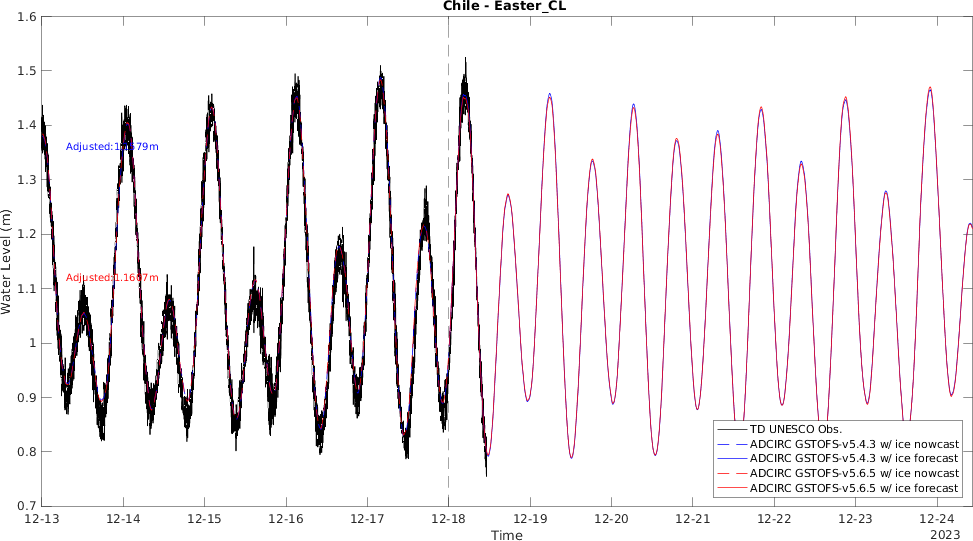 Chile - Easter_CL
1.6
1.5
1.4
1.3
1.2
1.1
1
0.9
0.8
0.7
Water Level (m)
Adjusted:1.1607m
TD UNESCO Obs.
ADCIRC GSTOFS-v5.4.3 w/ ice nowcast
ADCIRC GSTOFS-v5.4.3 w/ ice forecast
ADCIRC GSTOFS-v5.6.5 w/ ice nowcast
ADCIRC GSTOFS-v5.6.5 w/ ice forecast
12-13 12-14 12-15 12-16 12-17 12-18 12-19 12-20 12-21 12-22 12-23 12-24
2023
Time